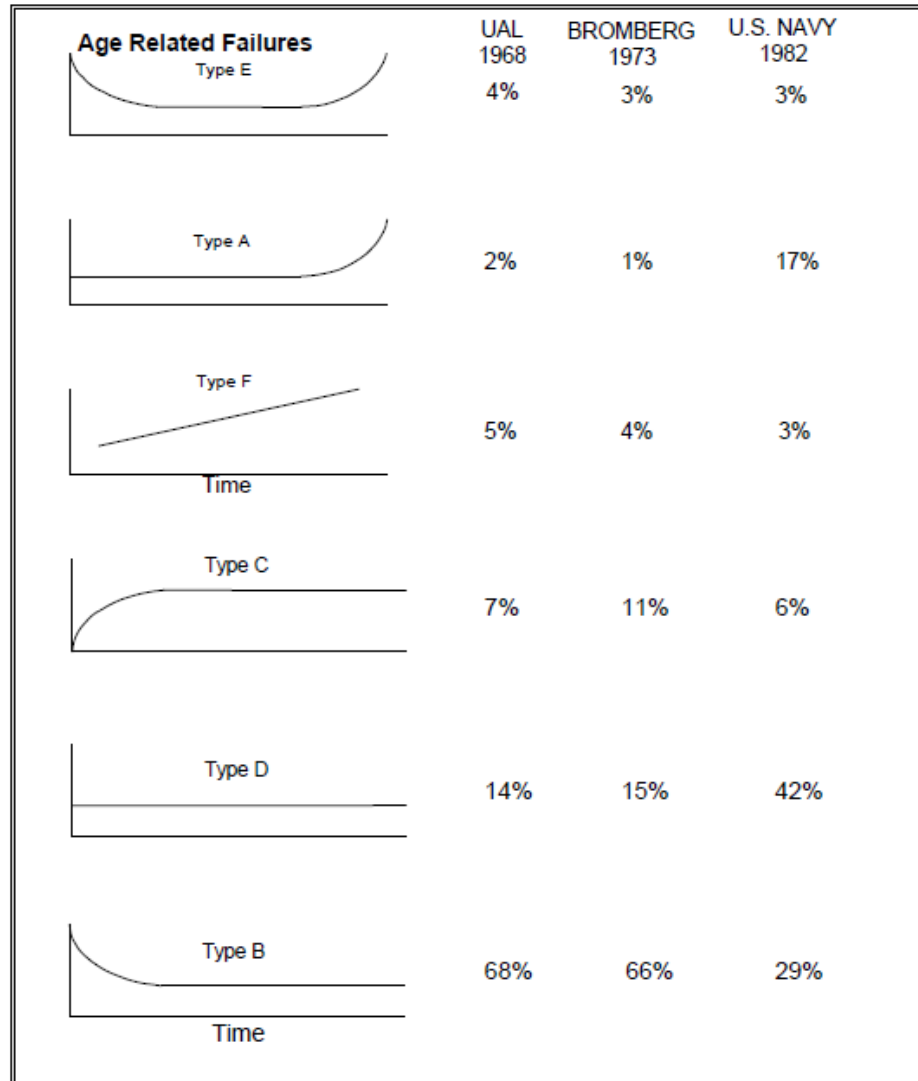 Age Related Failures
UAL BROMBERG U.S. NAVY
1968 1973 1982
Type E
4% 3% 3%
Type A
2% 1% 17%
Type F
5% 4% 3%
Time
Type C
7% 11% 6%
Type D
14% 15% 42%
Type B
68% 66% 29%
Time